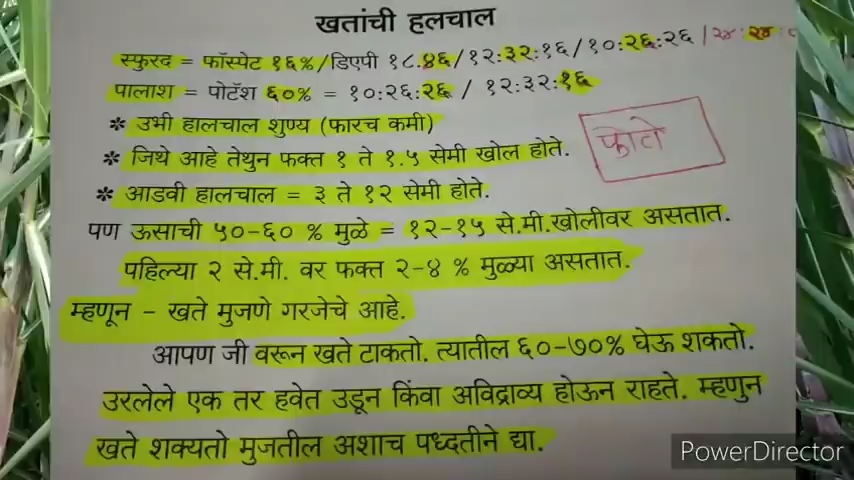 खतांची हलचाल
स्फुरद = फॉस्पेट १६%/डिएपी १८.४६/१२:३२:१६/१०:२६:२६ /२४:२४:०
पालाश = पोटॅश ६०% = १०:२६:२६ / १२:३२:१६
* उभी हालचाल शुण्य (फारच कमी)
फोटो
* जिथे आहे तेथुन फक्त १ ते १.५ सेमी खोल होते.
* आडवी हालचाल = ३ ते १२ सेमी होते.
पण ऊसाची ५०-६० % मुळे = १२-१५ से.मी.खोलीवर असतात.
पहिल्या २ से.मी. वर फक्त २-४ % मुळ्या असतात.
म्हणून - खते मुजणे गरजेचे आहे.
आपण जी वरून खते टाकतो. त्यातील ६०-७०% घेऊ शकतो.
उरलेले एक तर हवेत उडून किंवा अविद्राव्य होऊन राहते. म्हणुन
खते शक्यतो मुजतील अशाच पध्दतीने द्या.
PowerDirector